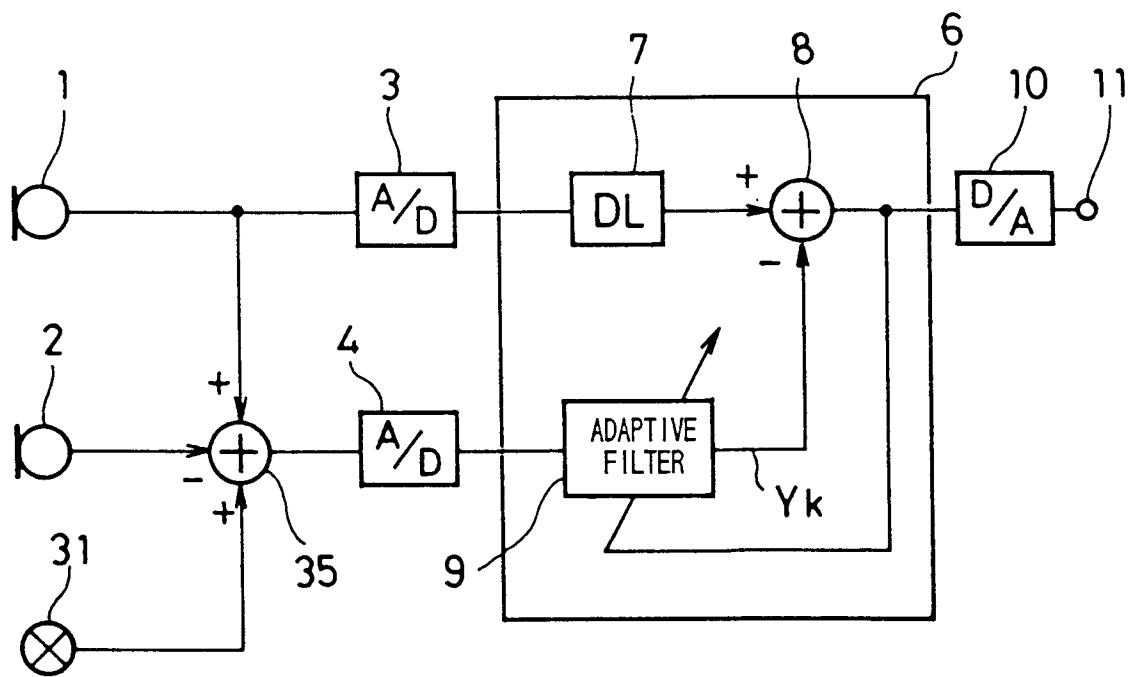 1
3
7
8
6
10
11
A/D
DL
+
-
D/A
2
4
+
-
+
A/D
ADAPTIVE
FILTER
Yk
35
9
31